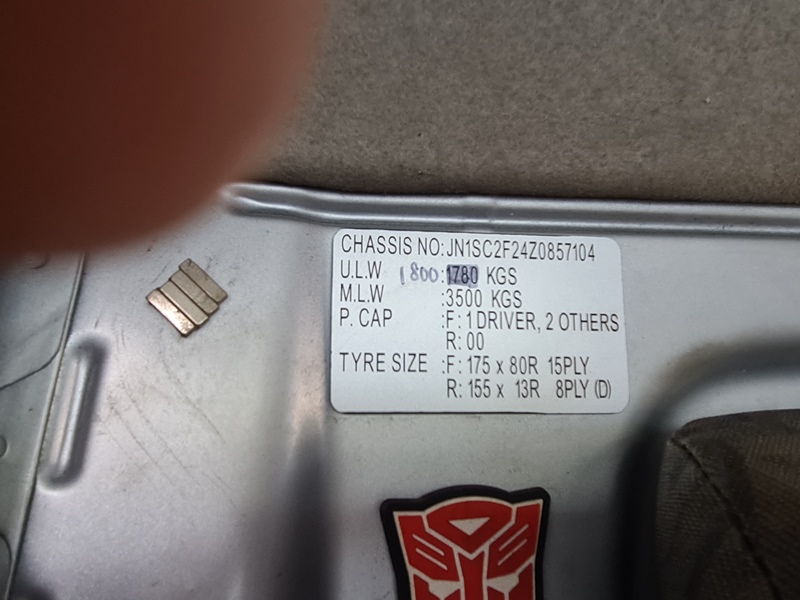 CHASSIS NO:JN1SC2F24Z0857104
U.L.W 1800:1780 KGS
M.L.W :3500 KGS
P. CAP :F: 1 DRIVER, 2 OTHERS
R: 00
TYRE SIZE :F: 175 x 80R 15PLY
R: 155 x 13R 8PLY (D)